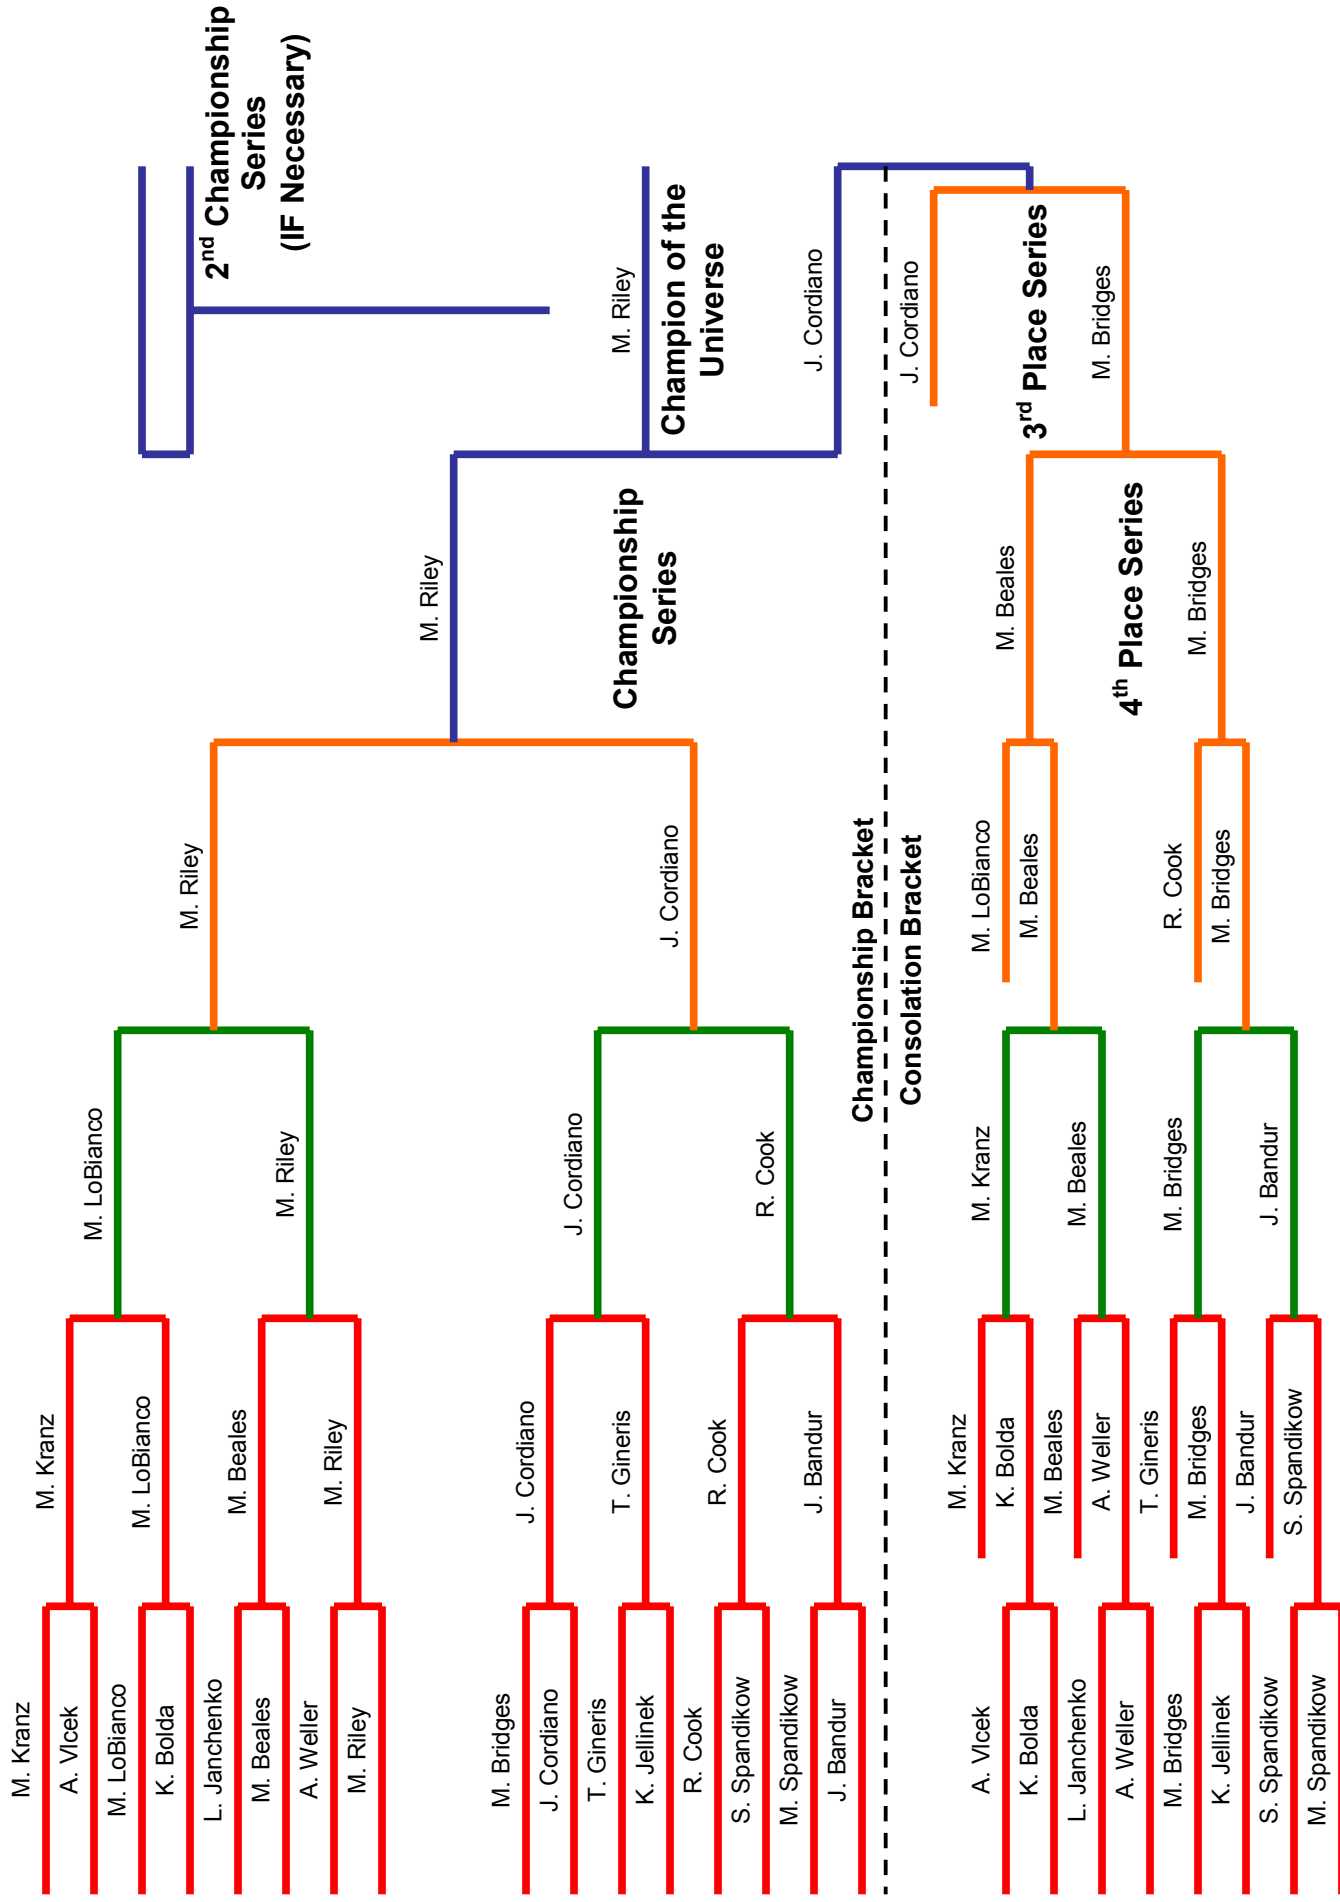 M. Kranz
A. Vlcek
M. LoBianco
K. Bolda
L. Janchenko
M. Beales
A. Weller
M. Riley
M. Bridges
J. Cordiano
T. Gineris
K. Jellinek
R. Cook
S. Spandikow
M. Spandikow
J. Bandur
A. Vlcek
K. Bolda
L. Janchenko
A. Weller
M. Bridges
K. Jellinek
S. Spandikow
M. Spandikow
M. Kranz
M. LoBianco
M. Beales
M. Riley
J. Cordiano
T. Gineris
R. Cook
J. Bandur
M. Kranz
K. Bolda
M. Beales
A. Weller
T. Gineris
M. Bridges
J. Bandur
S. Spandikow
M. LoBianco
M. Riley
J. Cordiano
R. Cook
M. Kranz
M. Beales
M. Bridges
J. Bandur
Championship Bracket
Consolation Bracket
M. Riley
J. Cordiano
M. LoBianco
M. Beales
R. Cook
M. Bridges
M. Riley
Championship
Series
M. Beales
4th Place Series
M. Bridges
M. Riley
Champion of the
Universe
J. Cordiano
J. Cordiano
3rd Place Series
M. Bridges
2nd Championship
Series
(IF Necessary)